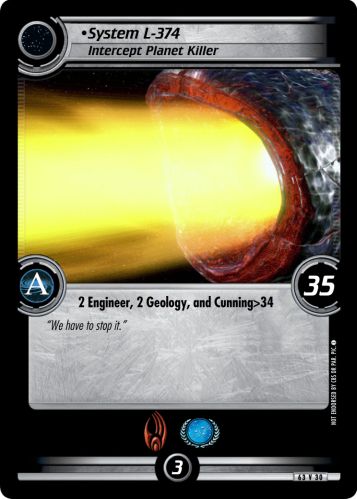 •System L-374
Intercept Planet Killer
A
35
2 Engineer, 2 Geology, and Cunning>34
"We have to stop it."
NOT ENDORSED BY CBS OR PAR. PIC.
3
63 V 30